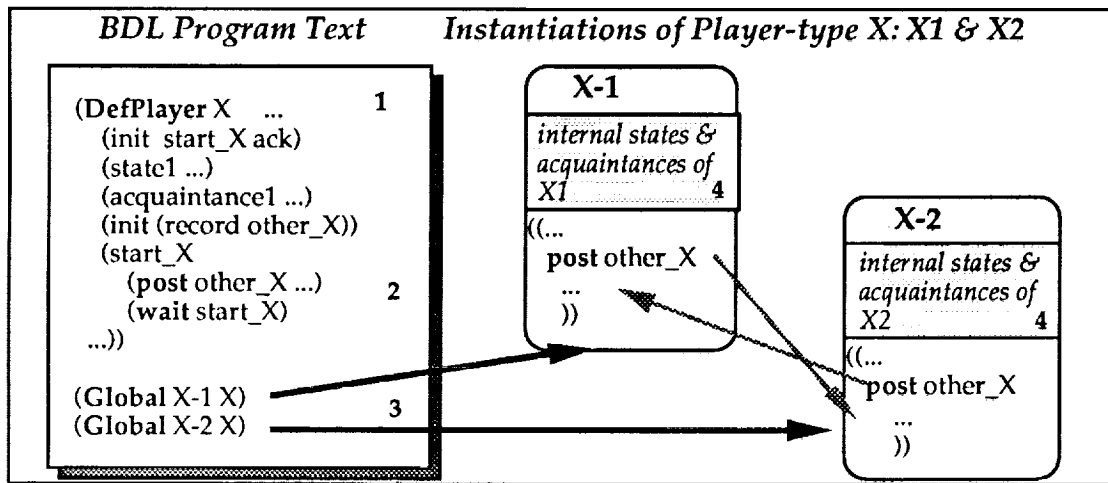 BDL Program Text
Instantiations of Player-type X: X1 & X2
(DefPlayer X ... 1
(init start_X ack)
(state1 ...)
(acquaintance1 ...)
(init (record other_X))
(start_X
(post other_X ...) 2
(wait start_X)
...))
(Global X-1 X)
(Global X-2 X) 3
X-1
internal states &
acquaintances of
X1 4
((...
post other_X
...
))
X-2
internal states &
acquaintances of
X2 4
((...
post other_X
...
))